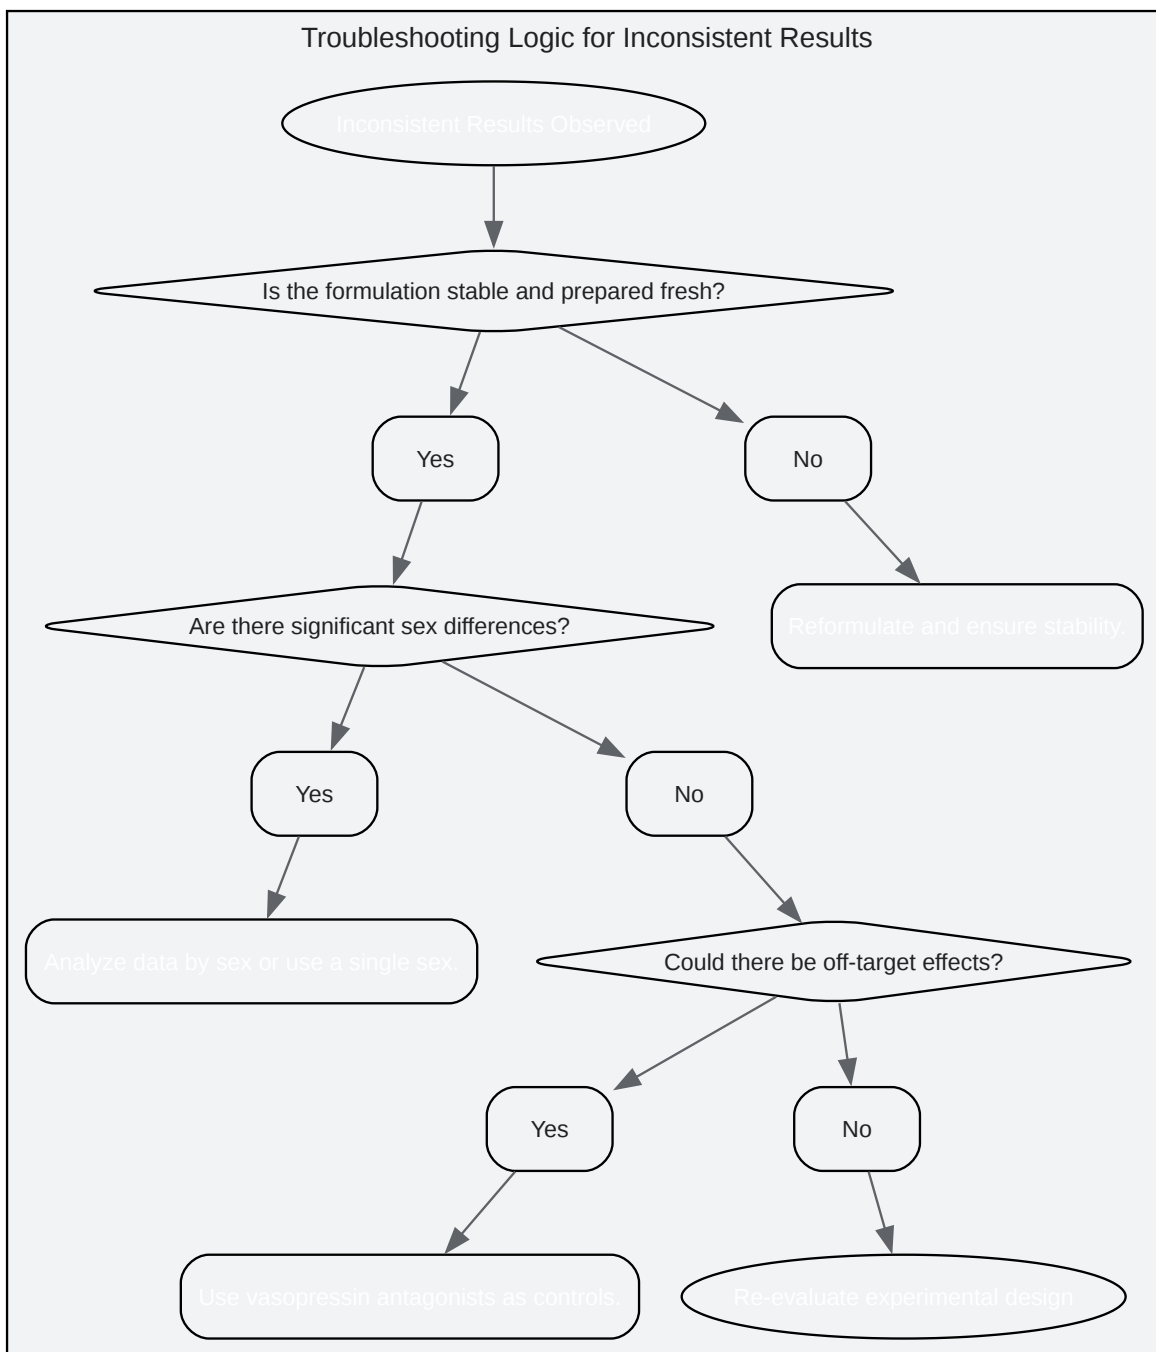 Troubleshooting Logic for Inconsistent Results
Inconsistent Results Observed
Is the formulation stable and prepared fresh?
Yes
No
Are there significant sex differences?
Reformulate and ensure stability.
Yes
No
Analyze data by sex or use a single sex.
Could there be off-target effects?
Yes
No
Use vasopressin antagonists as controls.
Re-evaluate experimental design